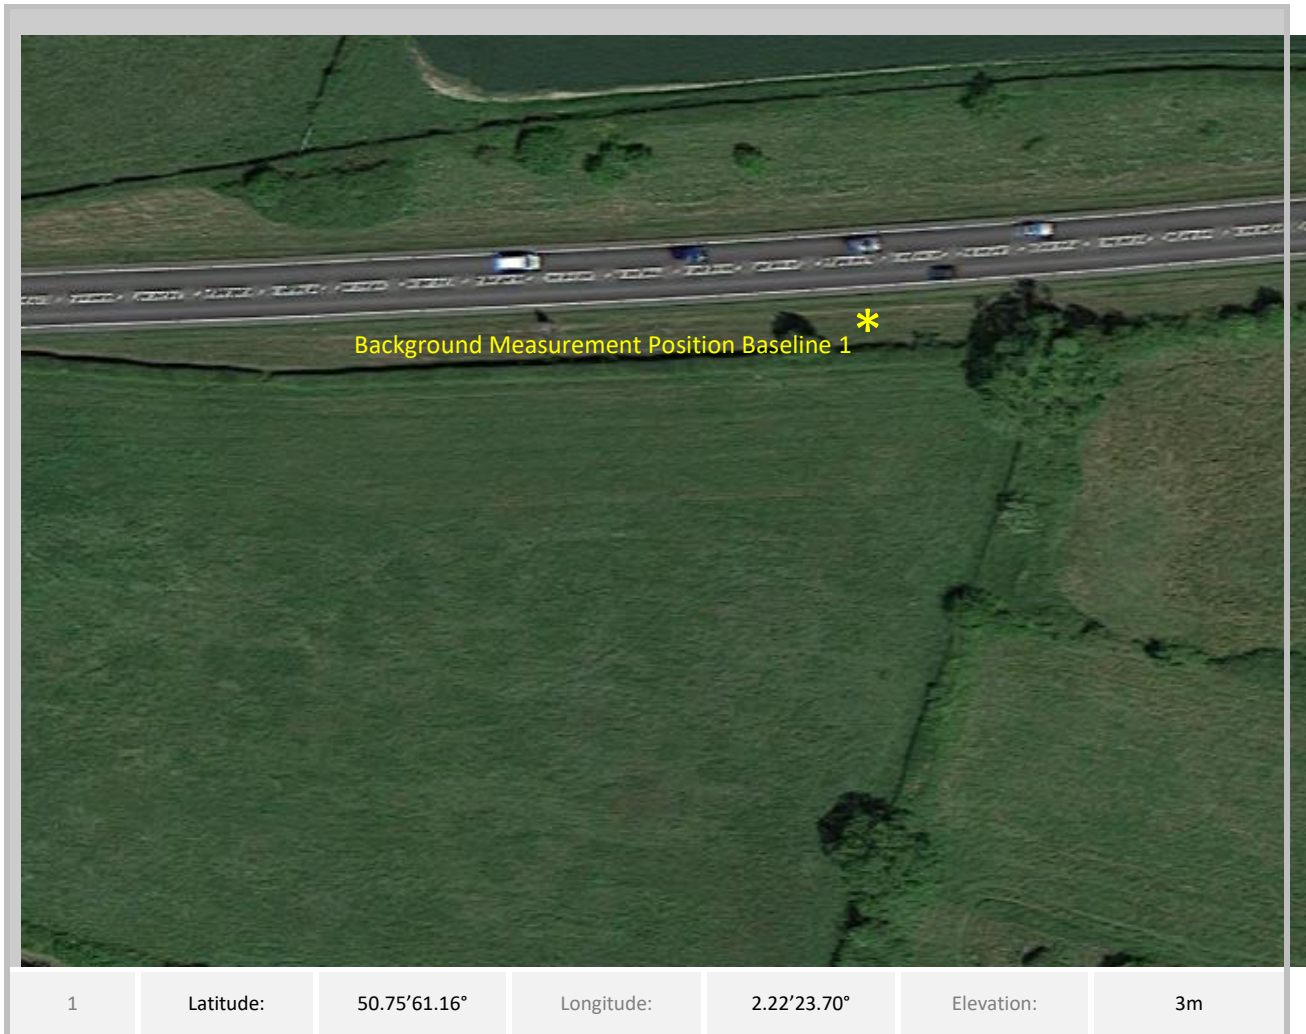 Background Measurement Position Baseline 1 *
1 Latitude: 50.75’61.16° Longitude: 2.22’23.70° Elevation: 3m